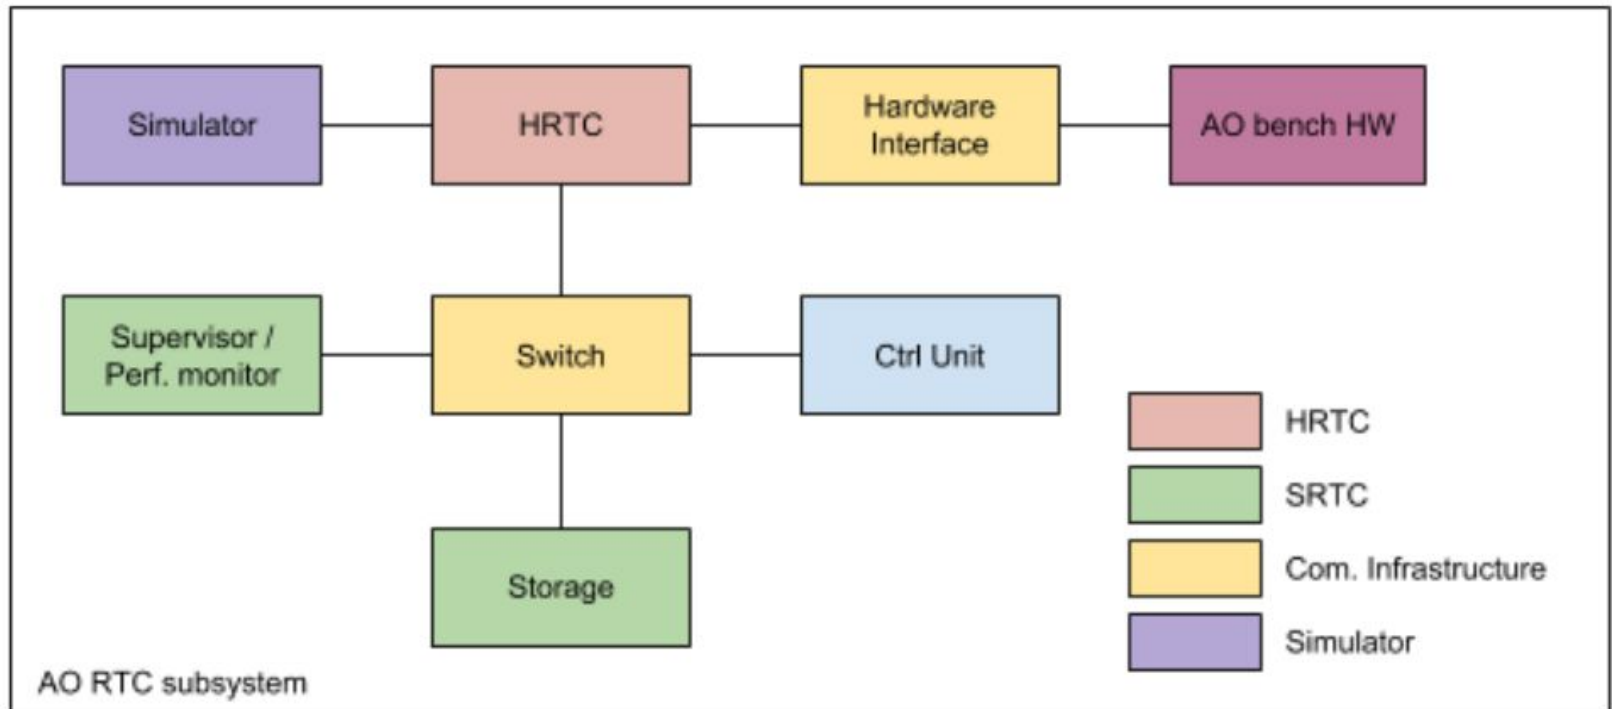 Simulator
HRTC
Hardware
Interface
AO bench HW
Supervisor /
Perf. monitor
Switch
Ctrl Unit
Storage
HRTC
SRTC
Com. Infrastructure
Simulator
AO RTC subsystem